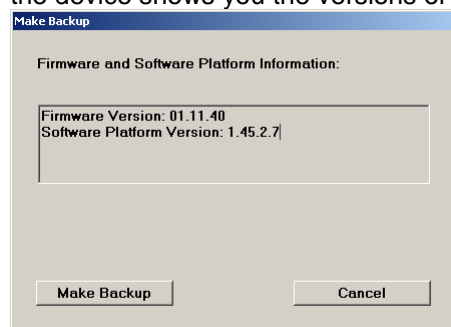 the device shows you the versions of
Make Backup
Firmware and Software Platform Information:
Firmware Version: 01.11.40
Software Platform Version: 1.45.2.7
Make Backup
Cancel